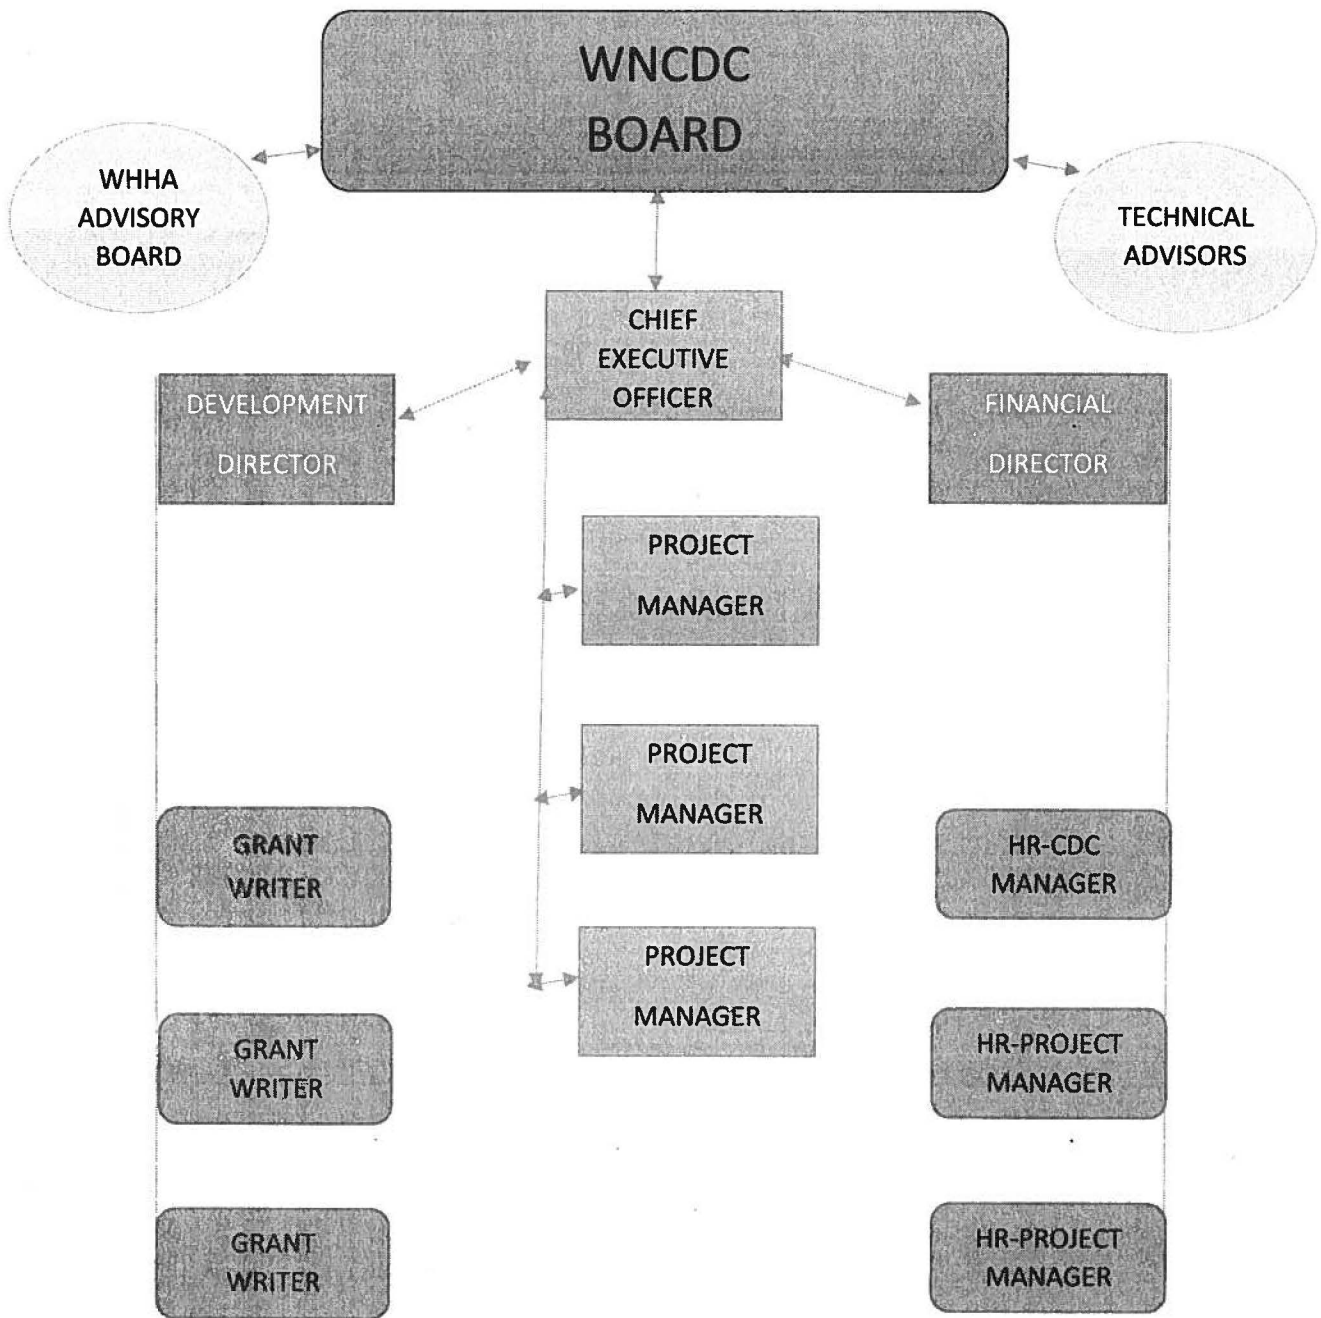 WNCDC
BOARD
WHHA
ADVISORY
BOARD
TECHNICAL
ADVISORS
CHIEF
EXECUTIVE
OFFICER
DEVELOPMENT
DIRECTOR
FINANCIAL
DIRECTOR
PROJECT
MANAGER
PROJECT
MANAGER
GRANT
WRITER
HR-CDC
MANAGER
PROJECT
MANAGER
GRANT
WRITER
HR-PROJECT
MANAGER
GRANT
WRITER
HR-PROJECT
MANAGER